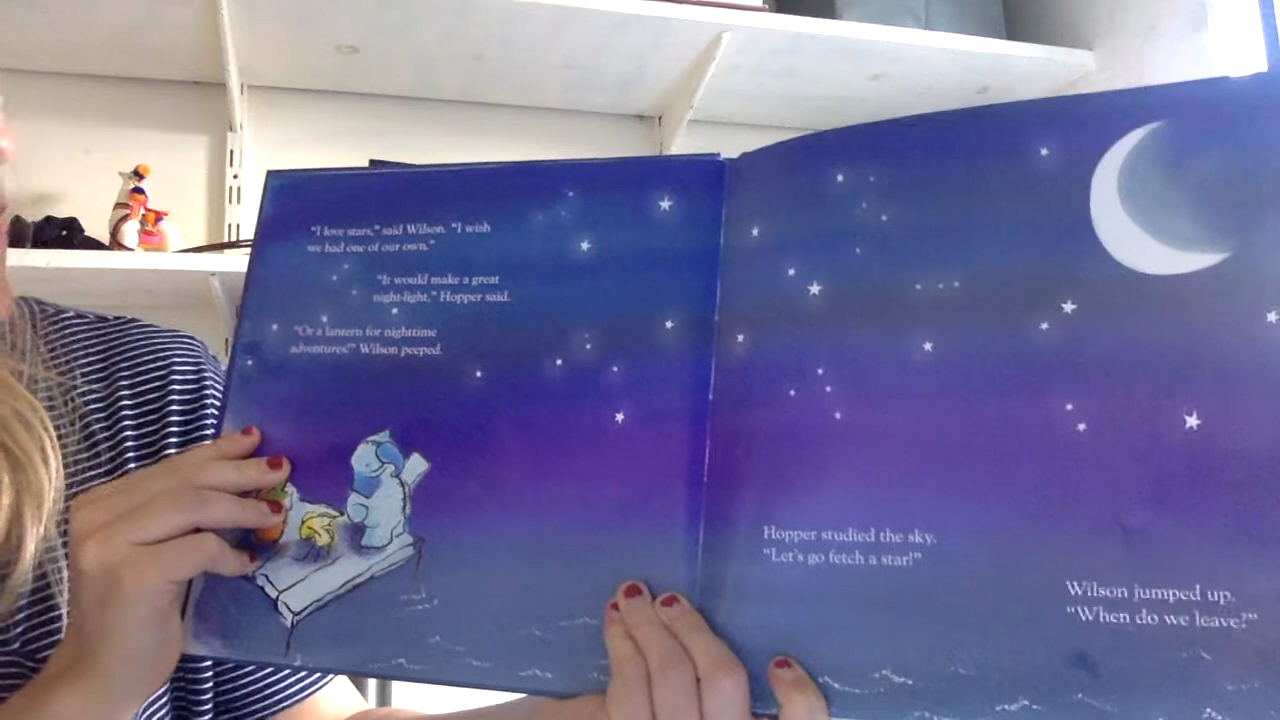 "I love stars," said Wilson. "I wish
we had one of our own."
"It would make a great
night-light," Hopper said.
"Or a lantern for nighttime
adventures!" Wilson peeped.
Hopper studied the sky.
"Let's go fetch a star!"
Wilson jumped up.
"When do we leave?"